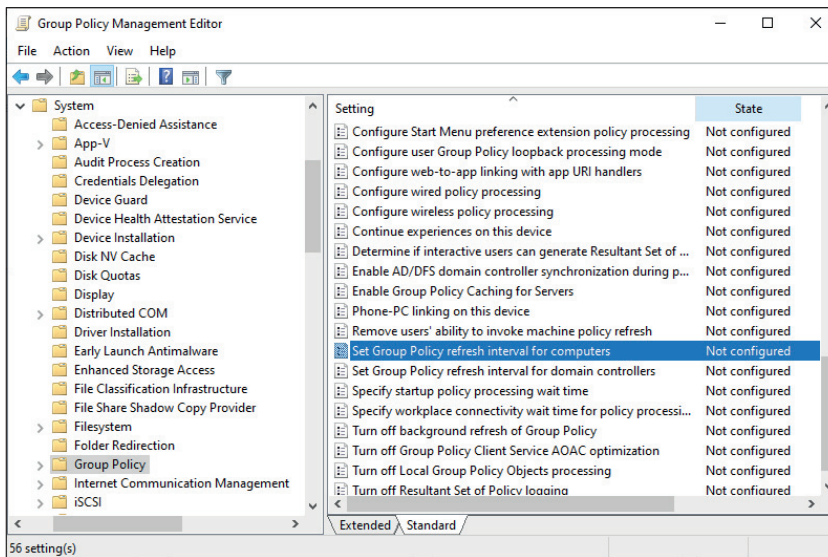 Group Policy Management Editor
File Action View Help
System
Access-Denied Assistance
App-V
Audit Process Creation
Credentials Delegation
Device Guard
Device Health Attestation Service
Device Installation
Disk NV Cache
Disk Quotas
Display
Distributed COM
Driver Installation
Early Launch Antimalware
Enhanced Storage Access
File Classification Infrastructure
File Share Shadow Copy Provider
Filesystem
Folder Redirection
Group Policy
Internet Communication Management
iSCSI
Setting State
Configure Start Menu preference extension policy processing Not configured
Configure user Group Policy loopback processing mode Not configured
Configure web-to-app linking with app URI handlers Not configured
Configure wired policy processing Not configured
Configure wireless policy processing Not configured
Continue experiences on this device Not configured
Determine if interactive users can generate Resultant Set of ... Not configured
Enable AD/DFS domain controller synchronization during p... Not configured
Enable Group Policy Caching for Servers Not configured
Phone-PC linking on this device Not configured
Remove users' ability to invoke machine policy refresh Not configured
Set Group Policy refresh interval for computers Not configured
Set Group Policy refresh interval for domain controllers Not configured
Specify startup policy processing wait time Not configured
Specify workplace connectivity wait time for policy processi... Not configured
Turn off background refresh of Group Policy Not configured
Turn off Group Policy Client Service AOAC optimization Not configured
Turn off Local Group Policy Objects processing Not configured
Turn off Resultant Set of Policy logging Not configured
Extended Standard
56 setting(s)